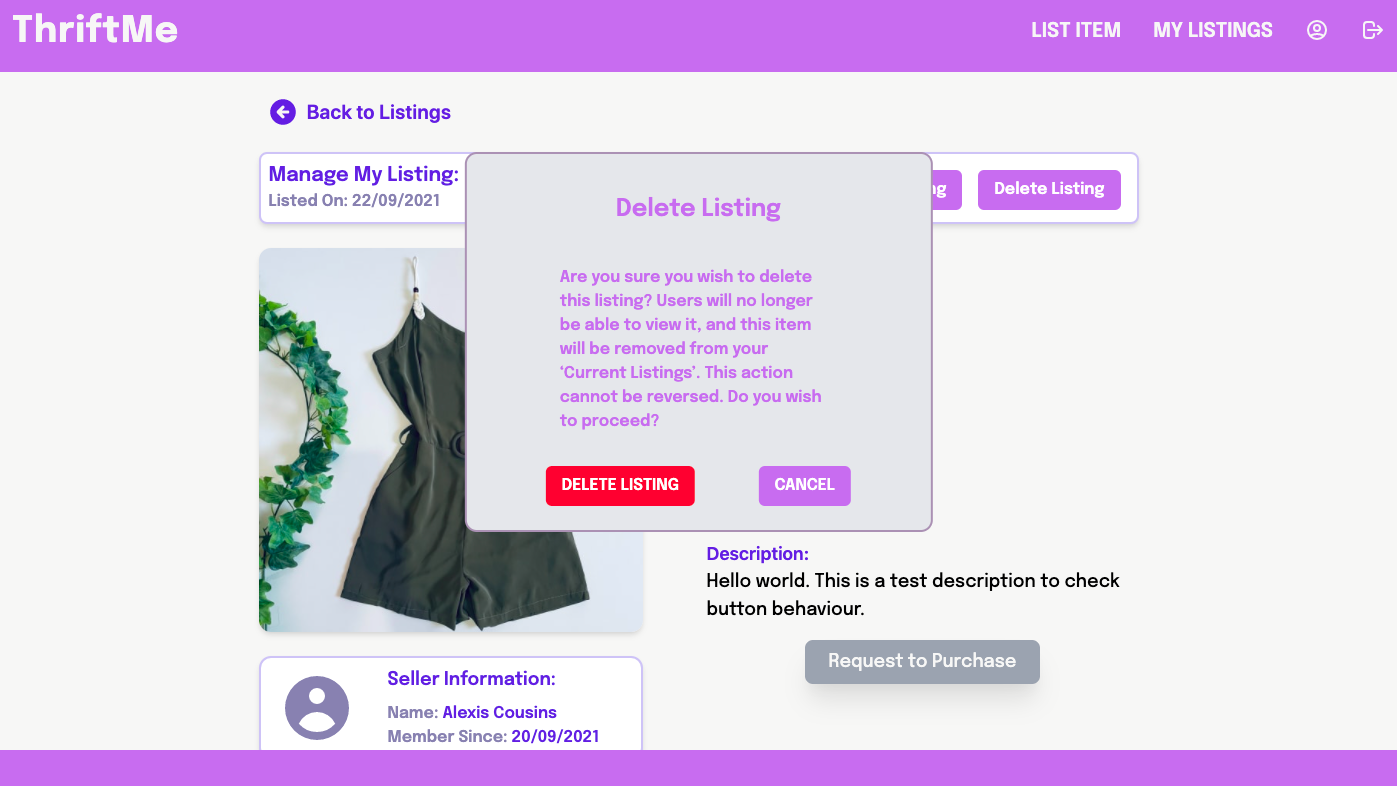 ThriftMe
LIST ITEM
MY LISTINGS
Back to Listings
Manage My Listing:
Listed On: 22/09/2021
Delete Listing
Delete Listing
Are you sure you wish to delete
this listing? Users will no longer
be able to view it, and this item
will be removed from your
‘Current Listings’. This action
cannot be reversed. Do you wish
to proceed?
DELETE LISTING
CANCEL
Description:
Hello world. This is a test description to check
button behaviour.
Request to Purchase
Seller Information:
Name: Alexis Cousins
Member Since: 20/09/2021